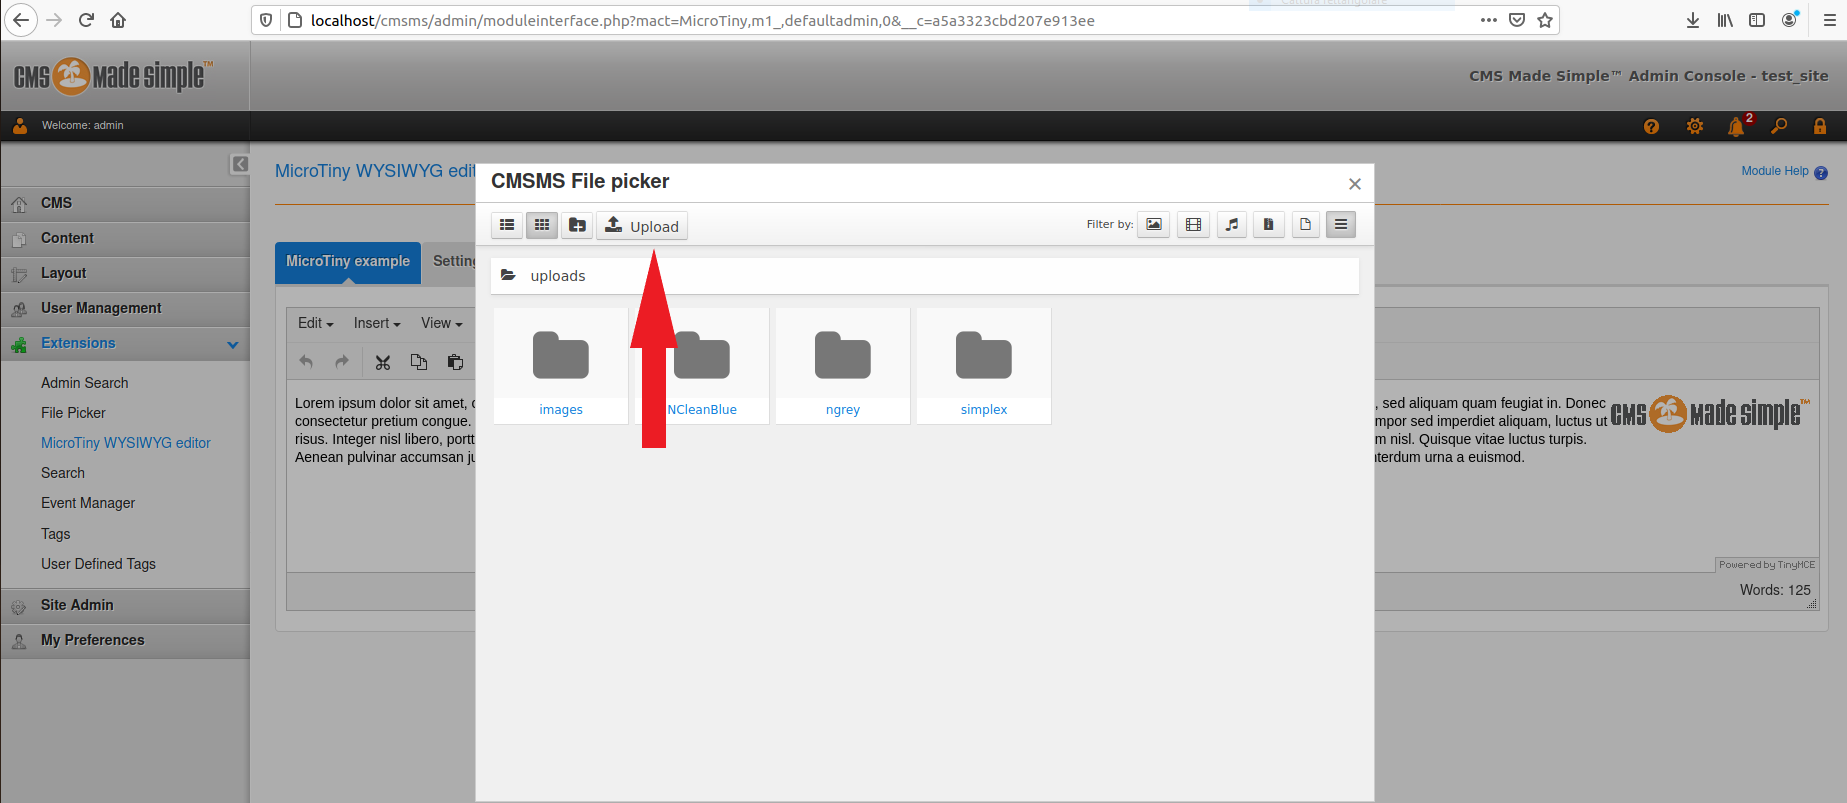 Cattura rettangolare
localhost/cmsms/admin/moduleinterface.php?mact=MicroTiny,m1_,defaultadmin,0&__c=a5a3323cbd207e913ee
CMS Made Simple™
CMS Made Simple™ Admin Console - test_site
Welcome: admin
2
MicroTiny WYSIWYG edit
Module Help ?
CMS
Content
Layout
User Management
Extensions
Admin Search
File Picker
MicroTiny WYSIWYG editor
Search
Event Manager
Tags
User Defined Tags
Site Admin
My Preferences
MicroTiny example
Setting
Edit
Insert
View
Lorem ipsum dolor sit amet, c
consectetur pretium congue.
risus. Integer nisl libero, portt
Aenean pulvinar accumsan ju
CMSMS File picker
Upload
Filter by:
uploads
images
NCleanBlue
ngrey
simplex
, sed aliquam quam feugiat in. Donec
mpor sed imperdiet aliquam, luctus ut
m nisl. Quisque vitae luctus turpis.
nterdum urna a euismod.
CMS Made Simple™
Powered by TinyMCE
Words: 125